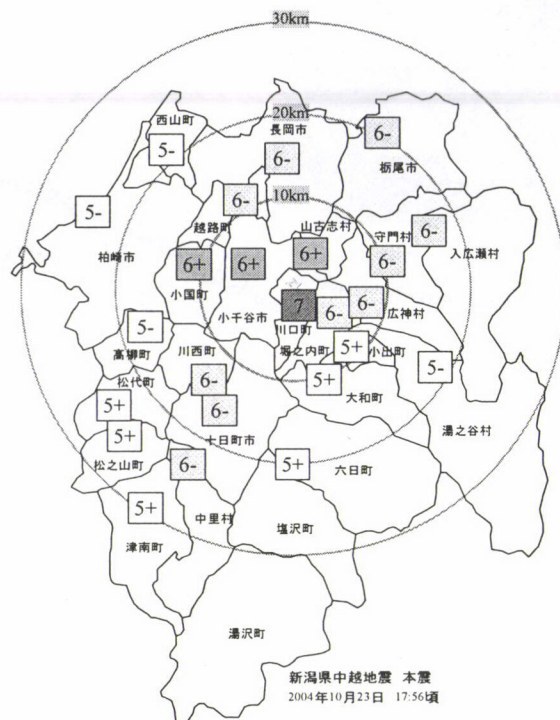 30km
西山町
20km
長岡市
6-
栃尾市
5-
6-
10km
5-
越路町
6-
山古志村
守門村
6-
入広瀬村
柏崎市
6+
6+
6+
6-
小国町
小千谷市
7
川口町
6-
6-
広神村
5-
高柳町
川西町
堀之内町
5+
小出町
5-
松代町
6-
5+
大和町
5+
6-
湯之谷村
5+
十日町市
松之山町
6-
5+
六日町
5+
中里村
塩沢町
津南町
湯沢町
新潟県中越地震 本震
2004年10月23日 17:56頃